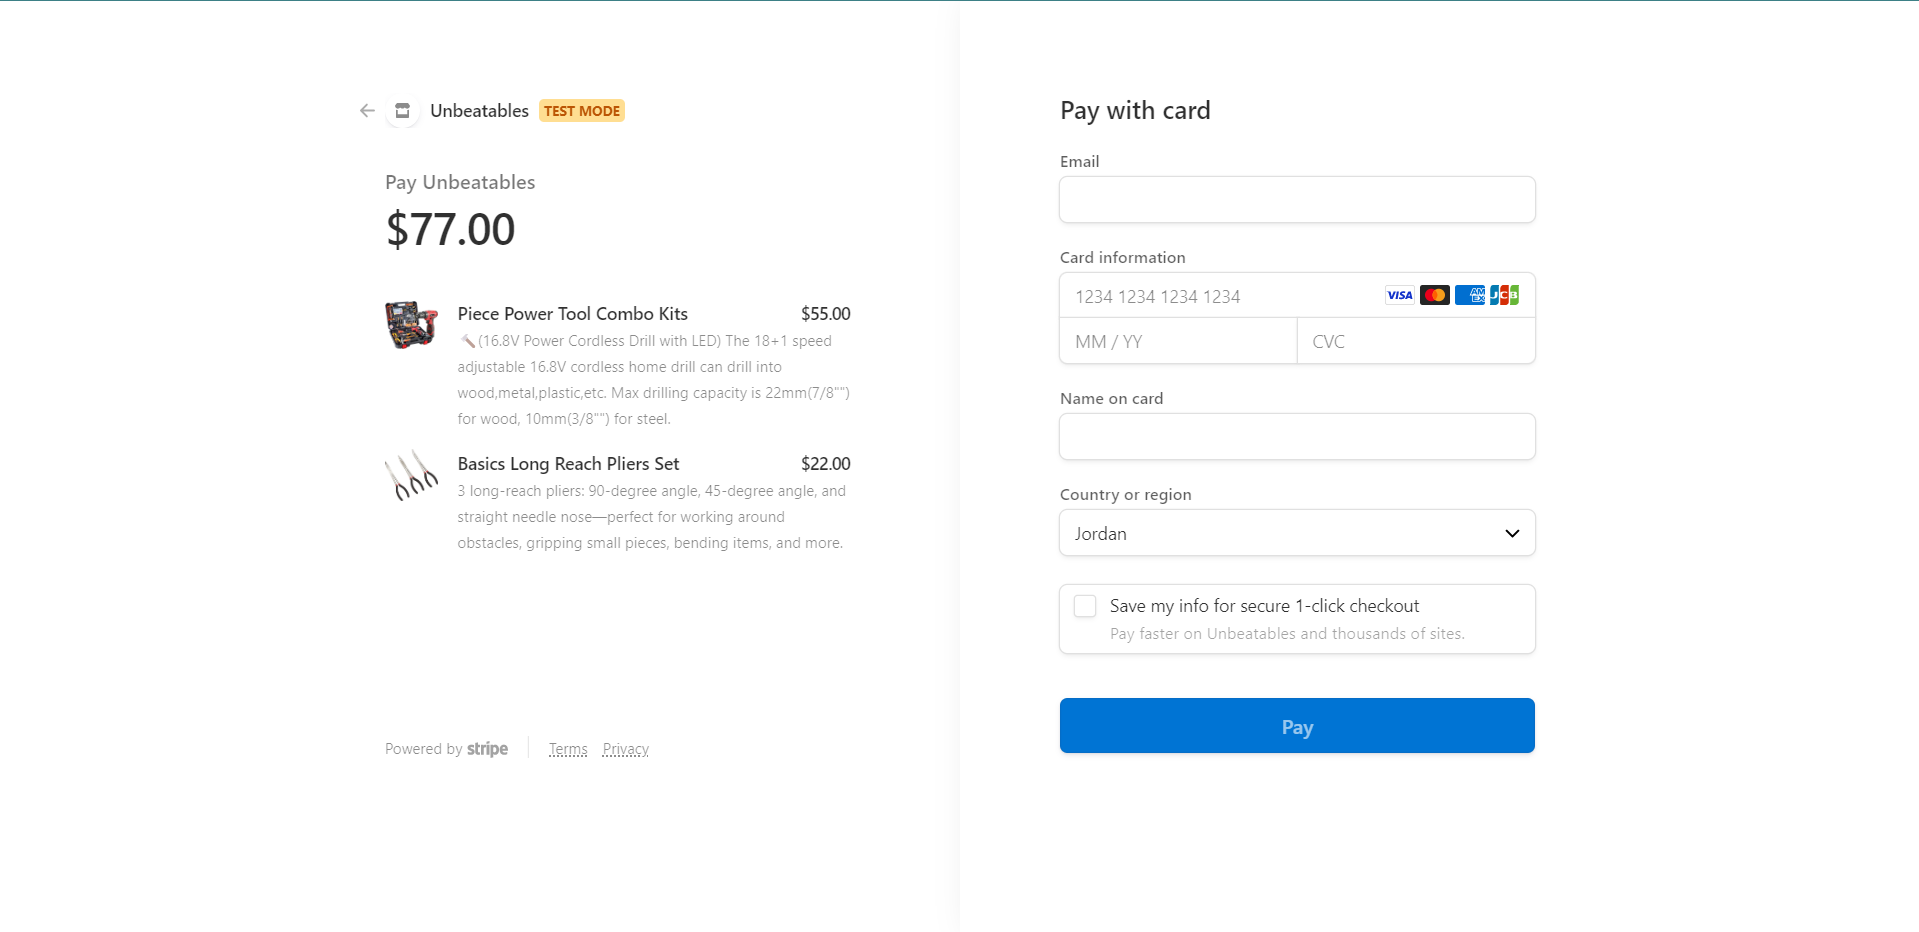 Unbeatables TEST MODE
Pay Unbeatables
$77.00
Piece Power Tool Combo Kits $55.00
(16.8V Power Cordless Drill with LED) The 18+1 speed
adjustable 16.8V cordless home drill can drill into
wood,metal,plastic,etc. Max drilling capacity is 22mm(7/8"")
for wood, 10mm(3/8"") for steel.
Basics Long Reach Pliers Set $22.00
3 long-reach pliers: 90-degree angle, 45-degree angle, and
straight needle nose—perfect for working around
obstacles, gripping small pieces, bending items, and more.
Powered by stripe Terms Privacy
Pay with card
Email
Card information
1234 1234 1234 1234 VISA AM EX JCB
MM / YY CVC
Name on card
Country or region
Jordan
Save my info for secure 1-click checkout
Pay faster on Unbeatables and thousands of sites.
Pay